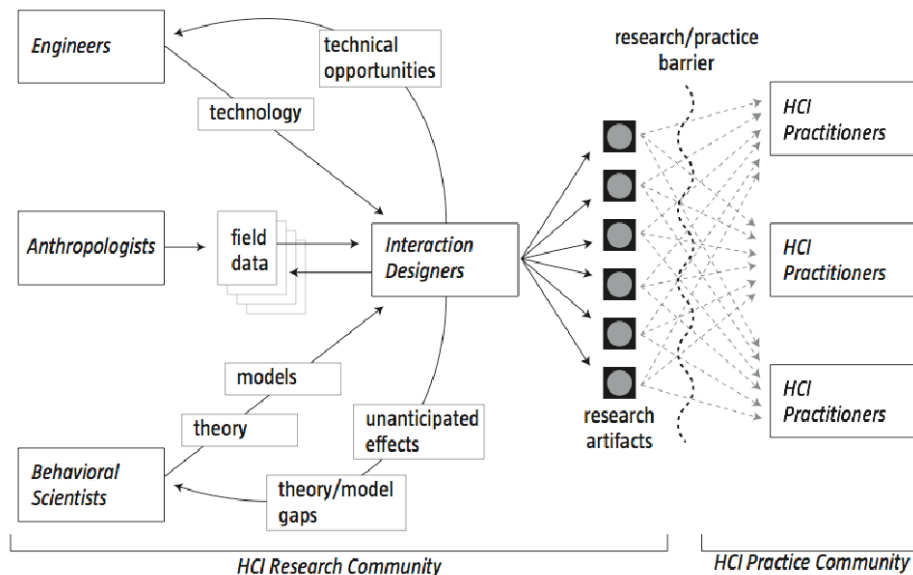 Engineers
technical
opportunities
technology
research/practice
barrier
HCI
Practitioners
Anthropologists
field
data
Interaction
Designers
HCI
Practitioners
models
theory
unanticipated
effects
research
artifacts
HCI
Practitioners
Behavioral
Scientists
theory/model
gaps
HCI Research Community
HCI Practice Community